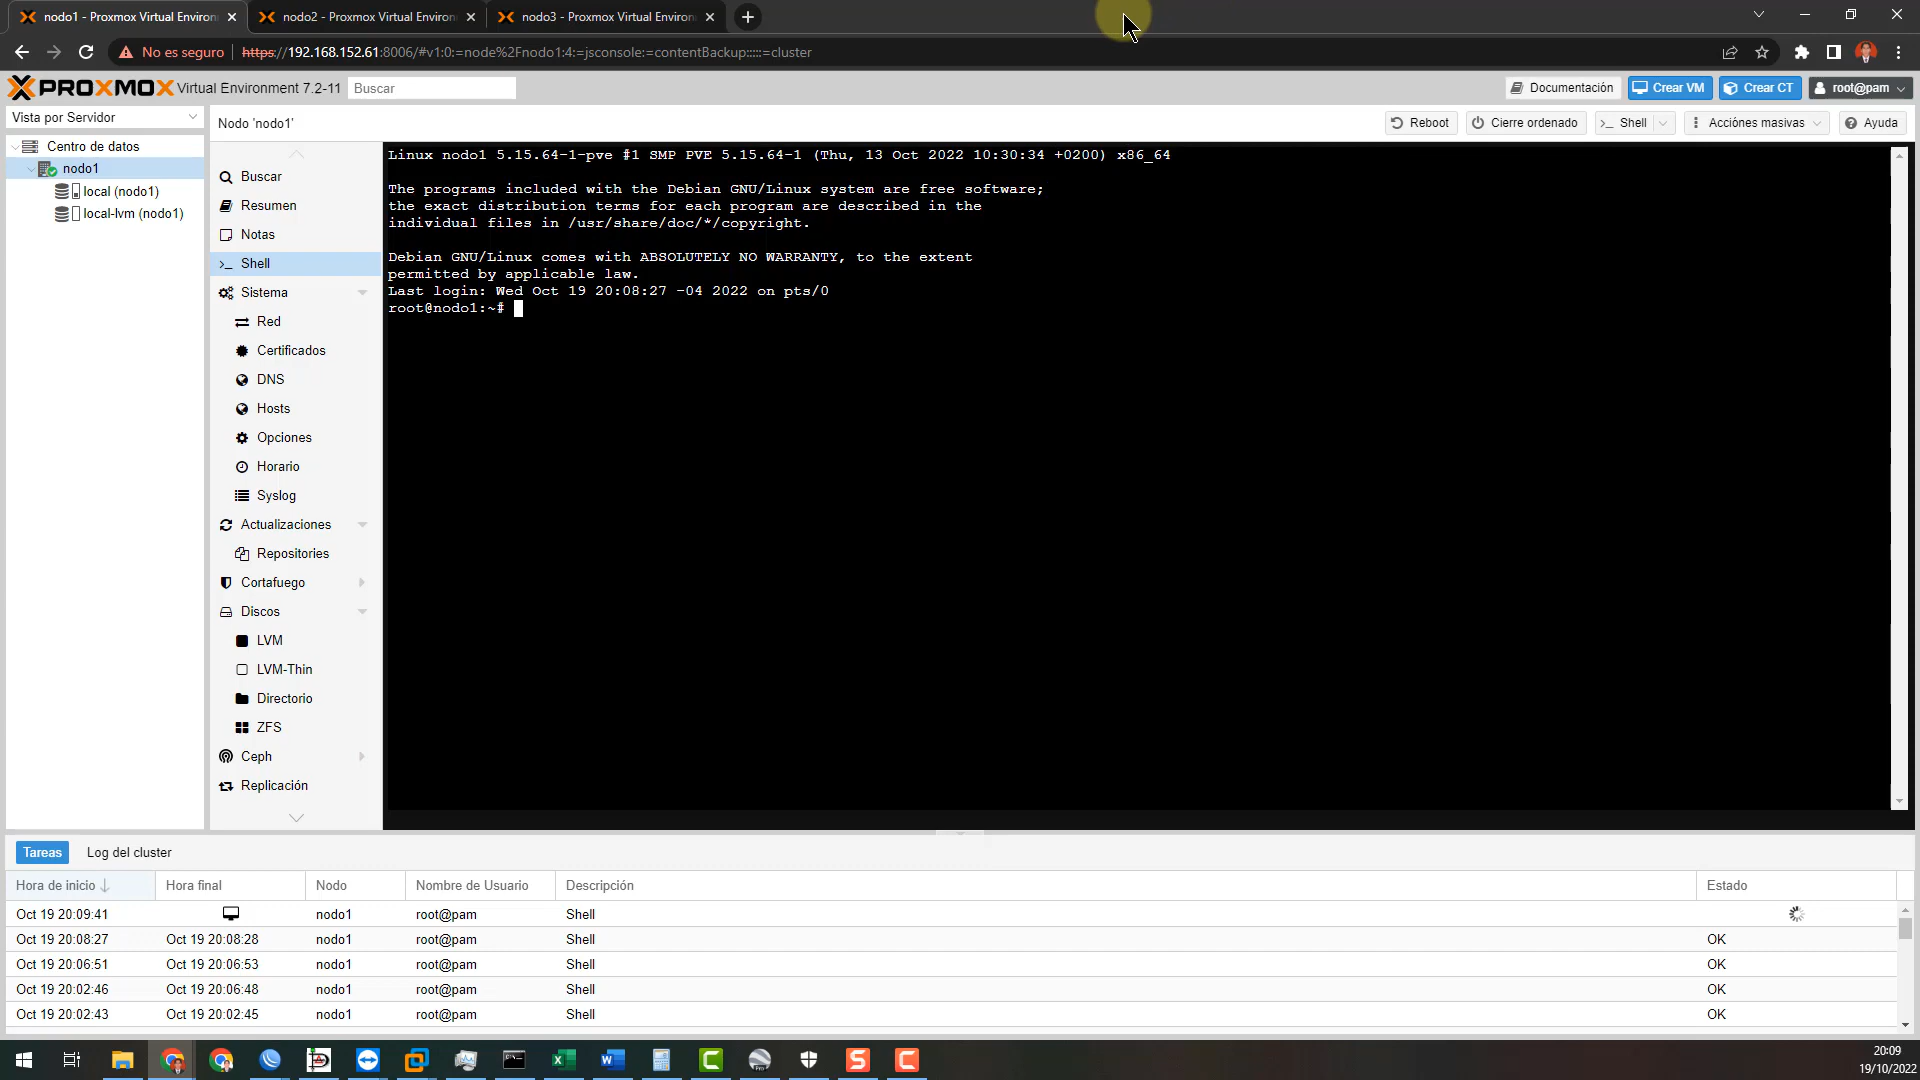 nodo1 - Proxmox Virtual Environ
nodo2 - Proxmox Virtual Environ
nodo3 - Proxmox Virtual Environ
No es seguro
https://192.168.152.61:8006/#v1:0:=node%2Fnodo1:4:=jsconsole:=contentBackup:::::=cluster
PROXMOX Virtual Environment 7.2-11
Buscar
Documentación
Crear VM
Crear CT
root@pam
Vista por Servidor
Nodo 'nodo1'
Reboot
Cierre ordenado
>_ Shell
Acciónes masivas
Ayuda
Centro de datos
nodo1
local (nodo1)
local-lvm (nodo1)
Buscar
Resumen
Notas
>_ Shell
Sistema
Red
Certificados
DNS
Hosts
Opciones
Horario
Syslog
Actualizaciones
Repositories
Cortafuego
Discos
LVM
LVM-Thin
Directorio
ZFS
Ceph
Replicación
Linux nodo1 5.15.64-1-pve #1 SMP PVE 5.15.64-1 (Thu, 13 Oct 2022 10:30:34 +0200) x86_64
The programs included with the Debian GNU/Linux system are free software;
the exact distribution terms for each program are described in the
individual files in /usr/share/doc/*/copyright.
Debian GNU/Linux comes with ABSOLUTELY NO WARRANTY, to the extent
permitted by applicable law.
Last login: Wed Oct 19 20:08:27 -04 2022 on pts/0
root@nodo1:~#
Tareas
Log del cluster
Hora de inicio Hora final Nodo Nombre de Usuario Descripción Estado
Oct 19 20:09:41 nodo1 root@pam Shell
Oct 19 20:08:27 Oct 19 20:08:28 nodo1 root@pam Shell OK
Oct 19 20:06:51 Oct 19 20:06:53 nodo1 root@pam Shell OK
Oct 19 20:02:46 Oct 19 20:06:48 nodo1 root@pam Shell OK
Oct 19 20:02:43 Oct 19 20:02:45 nodo1 root@pam Shell OK
20:09
19/10/2022